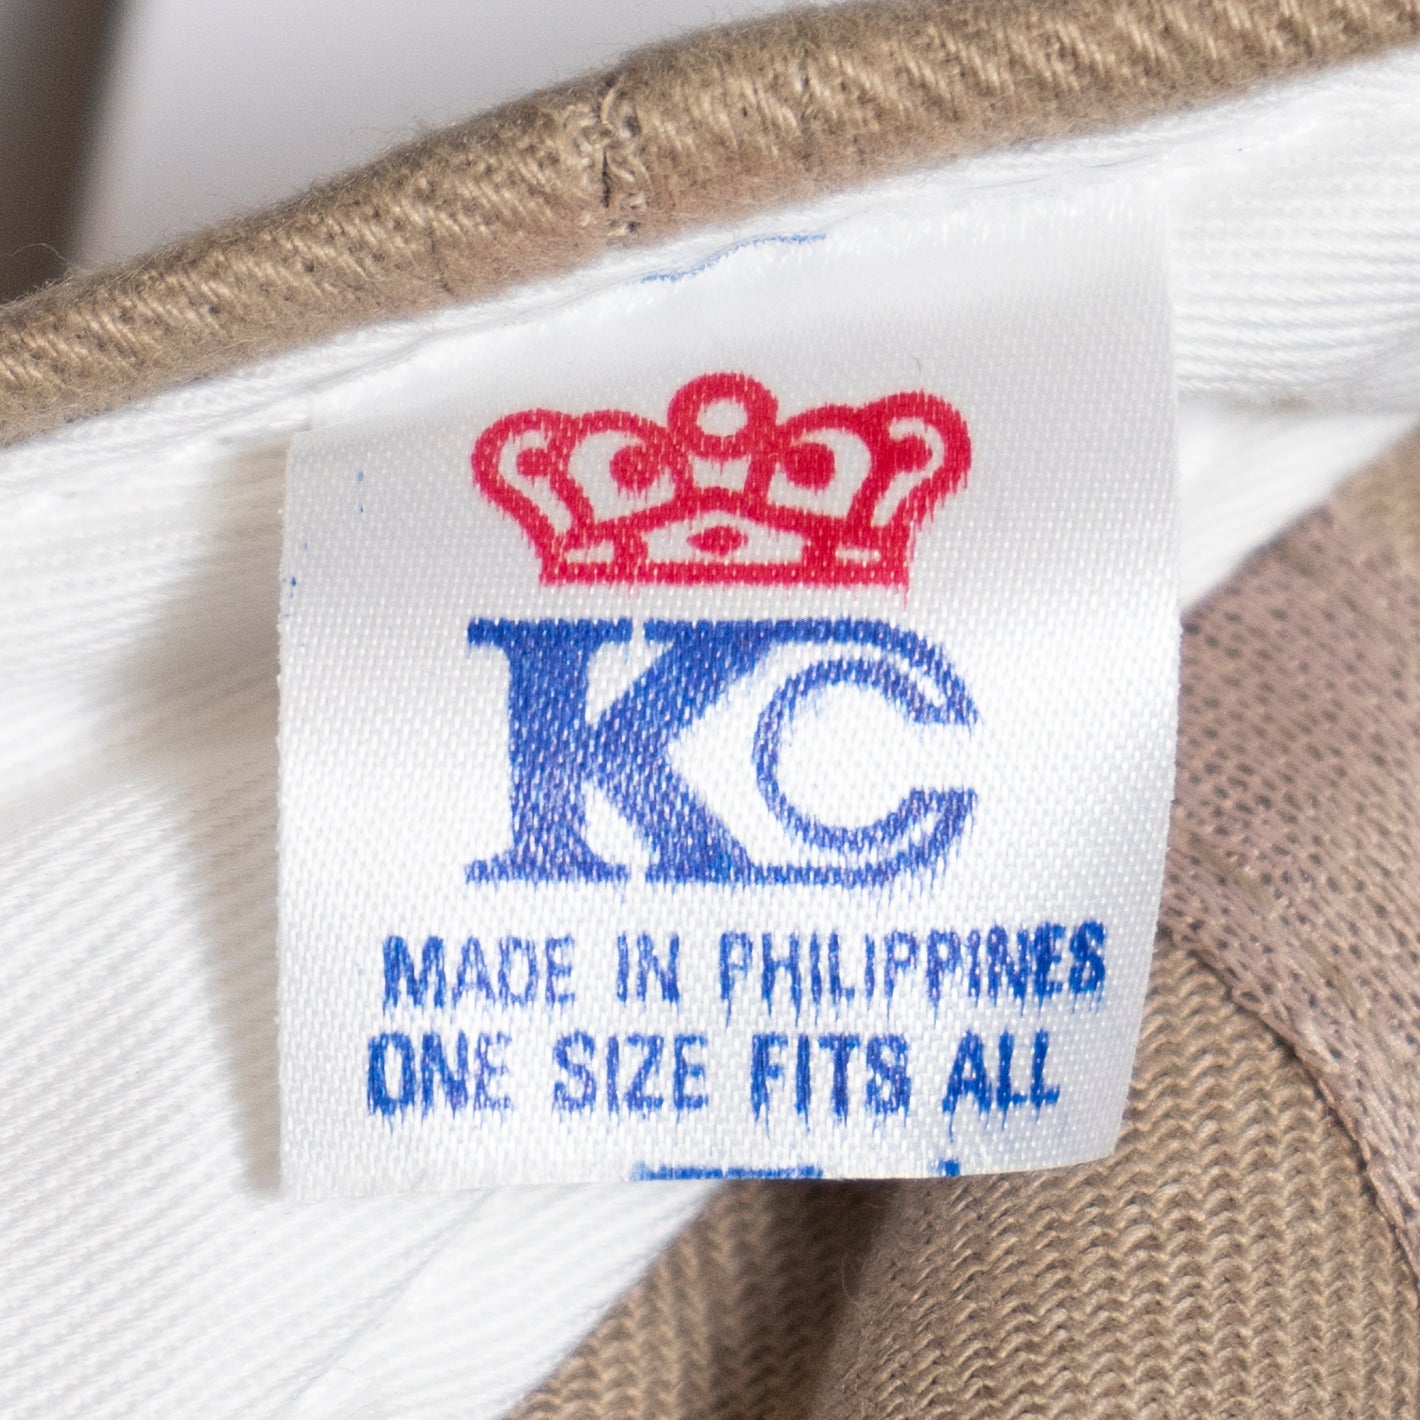 KC
MADE IN PHILIPPINES
ONE SIZE FITS ALL